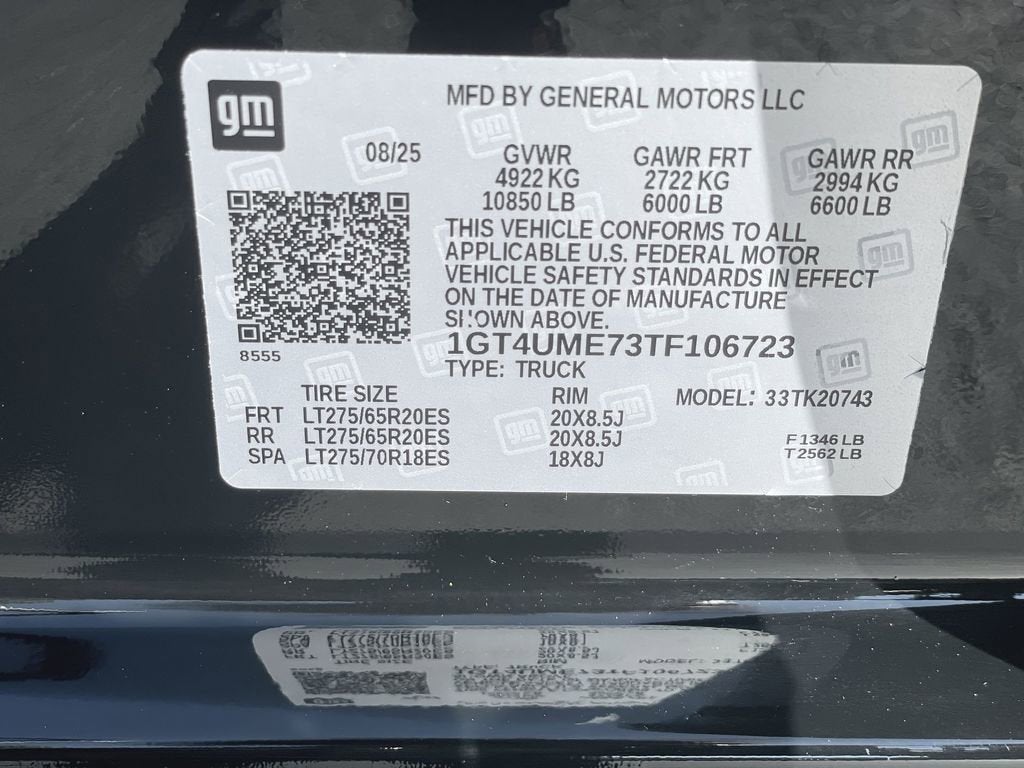 gm
MFD BY GENERAL MOTORS LLC
08/25
GVWR GAWR FRT GAWR RR
4922 KG 2722 KG 2994 KG
10850 LB 6000 LB 6600 LB
THIS VEHICLE CONFORMS TO ALL
APPLICABLE U.S. FEDERAL MOTOR
VEHICLE SAFETY STANDARDS IN EFFECT
ON THE DATE OF MANUFACTURE
SHOWN ABOVE.
8555
1GT4UME73TF106723
TYPE: TRUCK
TIRE SIZE RIM MODEL: 33TK20743
FRT LT275/65R20ES 20X8.5J
RR LT275/65R20ES 20X8.5J F1346 LB
SPA LT275/70R18ES 18X8J T2562 LB